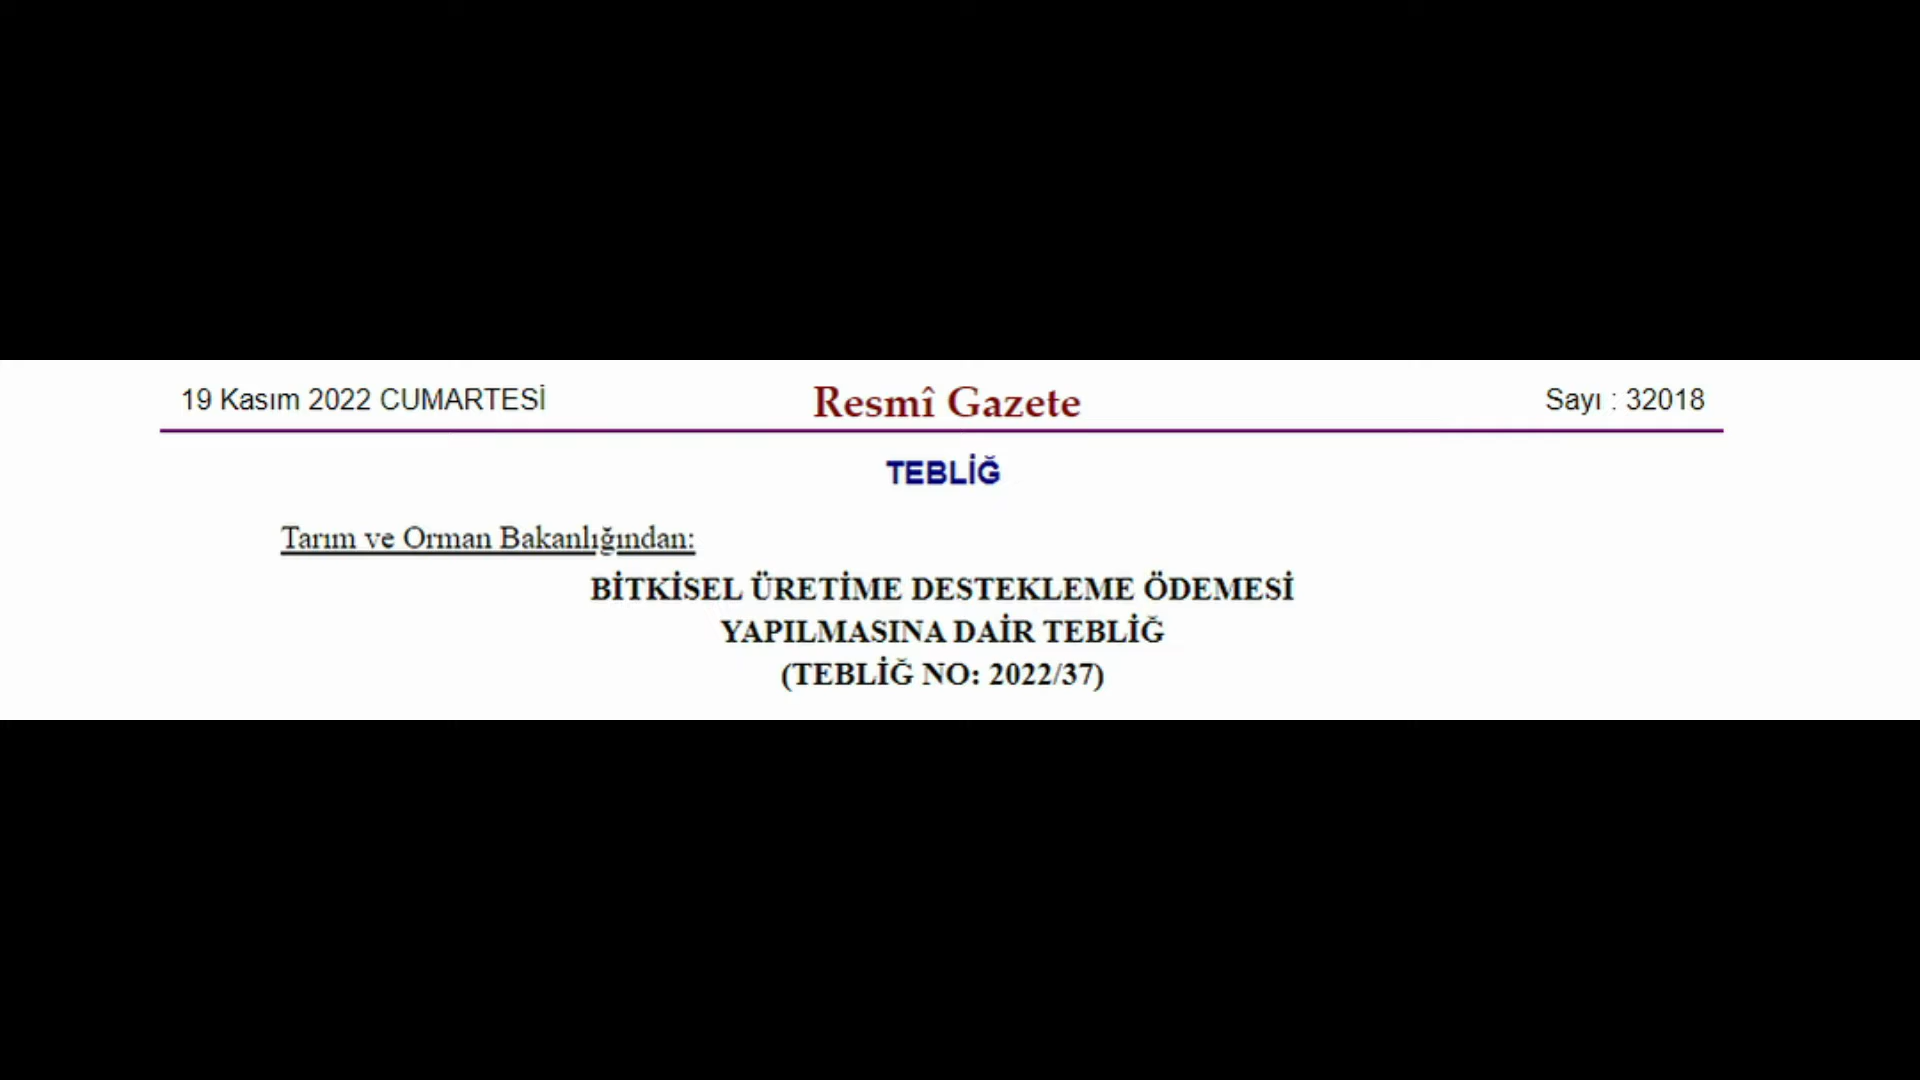 19 Kasım 2022 CUMARTESİ Resmî Gazete Sayı : 32018
TEBLİĞ
Tarım ve Orman Bakanlığından:
BİTKİSEL ÜRETİME DESTEKLEME ÖDEMESİ
YAPILMASINA DAİR TEBLİĞ
(TEBLİĞ NO: 2022/37)